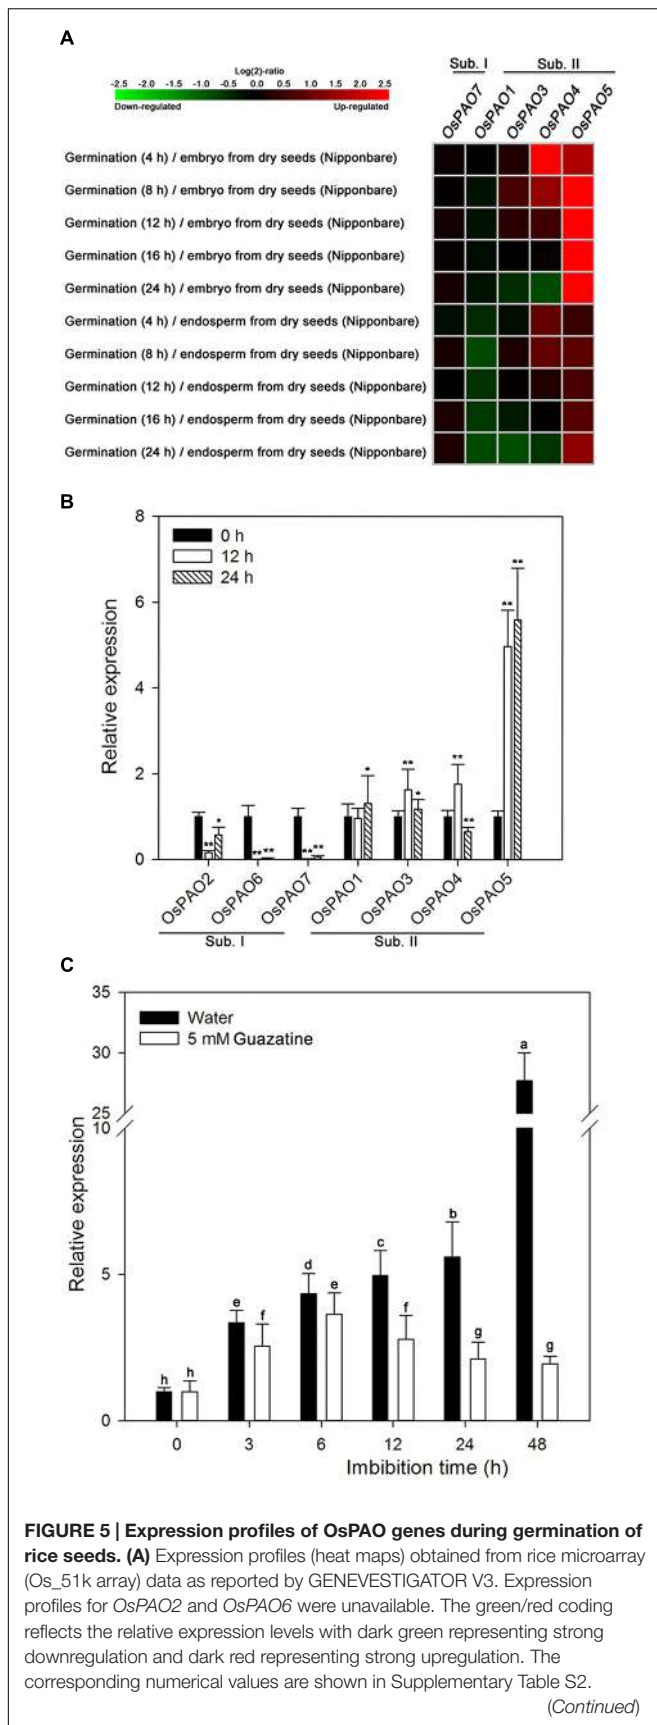 A
Sub. I
Sub. II
Log(2)-ratio
-2.5 -2.0 -1.5 -1.0 -0.5 0.0 0.5 1.0 1.5 2.0 2.5
Down-regulated
Up-regulated
OsPAO7
OsPAO1
OsPAO3
OsPAO4
OsPAO5
Germination (4 h) / embryo from dry seeds (Nipponbare)
Germination (8 h) / embryo from dry seeds (Nipponbare)
Germination (12 h) / embryo from dry seeds (Nipponbare)
Germination (16 h) / embryo from dry seeds (Nipponbare)
Germination (24 h) / embryo from dry seeds (Nipponbare)
Germination (4 h) / endosperm from dry seeds (Nipponbare)
Germination (8 h) / endosperm from dry seeds (Nipponbare)
Germination (12 h) / endosperm from dry seeds (Nipponbare)
Germination (16 h) / endosperm from dry seeds (Nipponbare)
Germination (24 h) / endosperm from dry seeds (Nipponbare)
B
8
6
4
2
0
Relative expression
0 h
12 h
24 h
** *
** **
** **
*
** *
** **
** **
OsPAO2
OsPAO6
OsPAO7
OsPAO1
OsPAO3
OsPAO4
OsPAO5
Sub. I
Sub. II
C
35
30
25
10
5
0
Relative expression
Water
5 mM Guazatine
h h
e f
d e
c f
b g
a g
0 3 6 12 24 48
Imbibition time (h)
FIGURE 5 | Expression profiles of OsPAO genes during germination of
rice seeds. (A) Expression profiles (heat maps) obtained from rice microarray
(Os_51k array) data as reported by GENEVESTIGATOR V3. Expression
profiles for OsPAO2 and OsPAO6 were unavailable. The green/red coding
reflects the relative expression levels with dark green representing strong
downregulation and dark red representing strong upregulation. The
corresponding numerical values are shown in Supplementary Table S2.
(Continued)